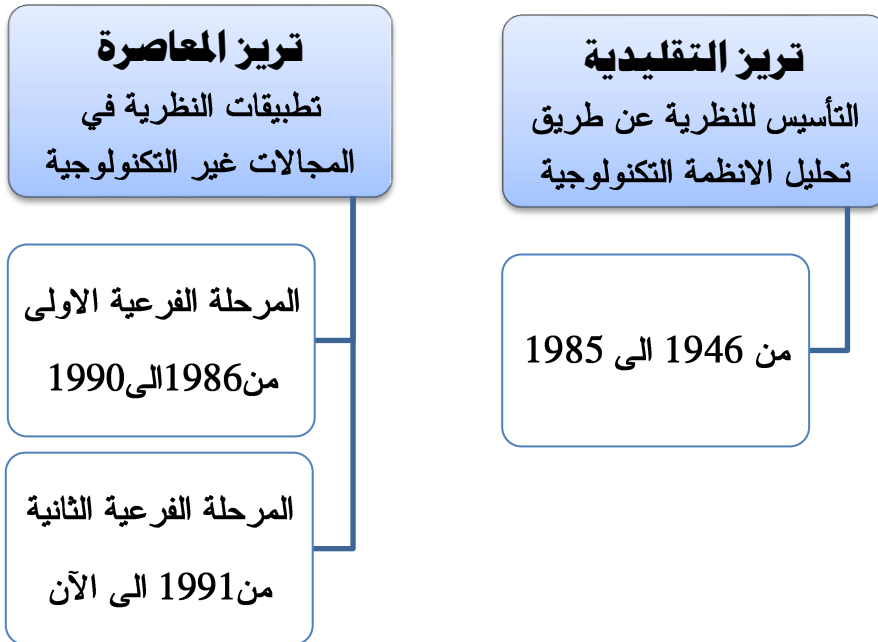 تريز التقليدية
التأسيس للنظرية عن طريق
تحليل الانظمة التكنولوجية
من 1946 الى 1985
تريز المعاصرة
تطبيقات النظرية في
المجالات غير التكنولوجية
المرحلة الفرعية الاولى
من1986الى1990
المرحلة الفرعية الثانية
من1991 الى الآن